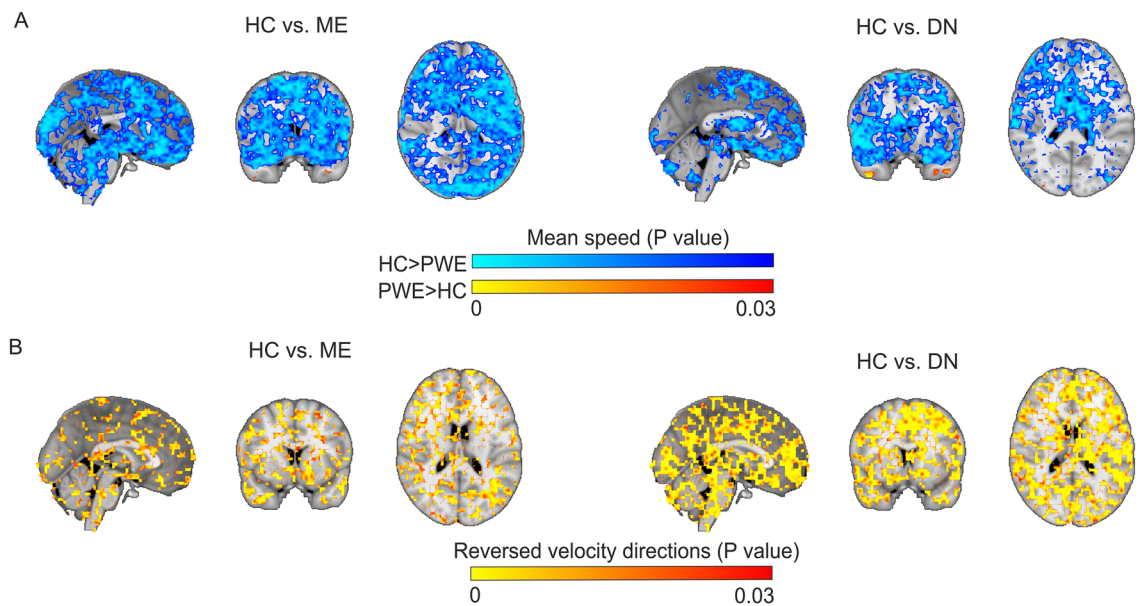 A
HC vs. ME
HC vs. DN
Mean speed (P value)
HC>PWE
PWE>HC
0
0.03
B
HC vs. ME
HC vs. DN
Reversed velocity directions (P value)
0
0.03